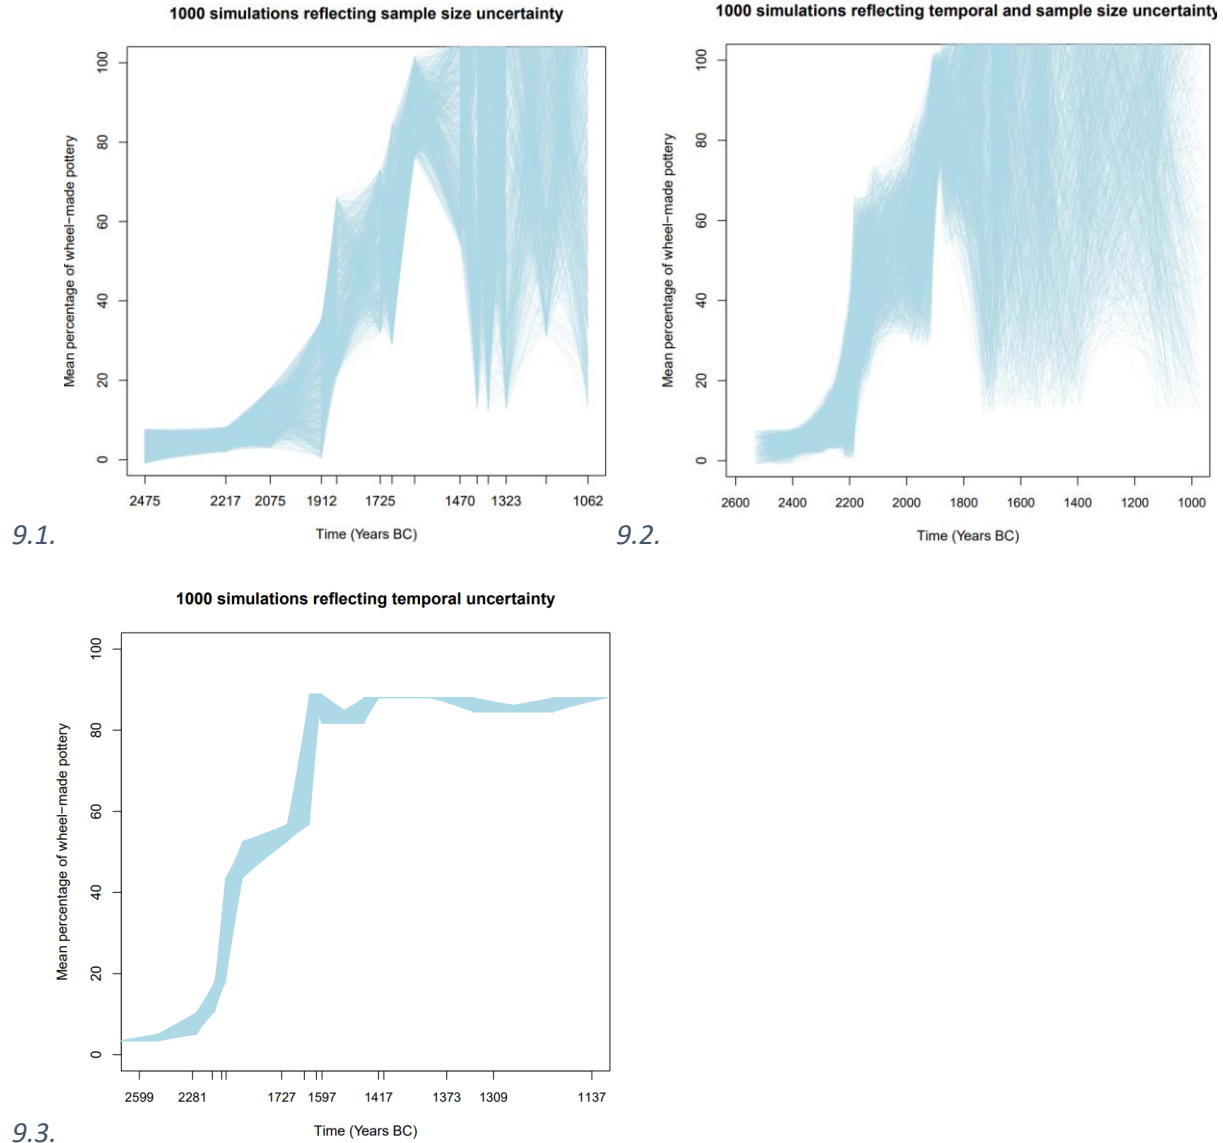 1000 simulations reflecting sample size uncertainty
Mean percentage of wheel−made pottery
0 20 40 60 80 100
2475 2217 2075 1912 1725 1470 1323 1062
Time (Years BC)
9.1.
1000 simulations reflecting temporal and sample size uncertainty
Mean percentage of wheel−made pottery
0 20 40 60 80 100
2600 2400 2200 2000 1800 1600 1400 1200 1000
Time (Years BC)
9.2.
1000 simulations reflecting temporal uncertainty
Mean percentage of wheel−made pottery
0 20 40 60 80 100
2599 2281 1727 1597 1417 1373 1309 1137
Time (Years BC)
9.3.